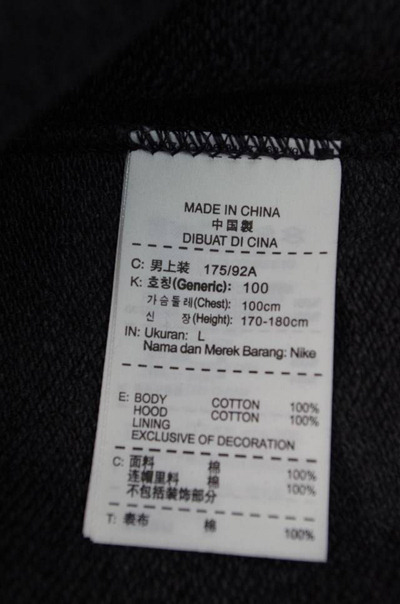 MADE IN CHINA
中国製
DIBUAT DI CINA
C: 男上装 175/92A
K: 호칭(Generic): 100
가슴둘레(Chest): 100cm
신 장(Height): 170-180cm
IN: Ukuran: L
Nama dan Merek Barang: Nike
E: BODY COTTON 100%
HOOD COTTON 100%
LINING
EXCLUSIVE OF DECORATION
C: 面料 棉 100%
连帽里料 棉 100%
不包括装饰部分
T: 表布 棉 100%